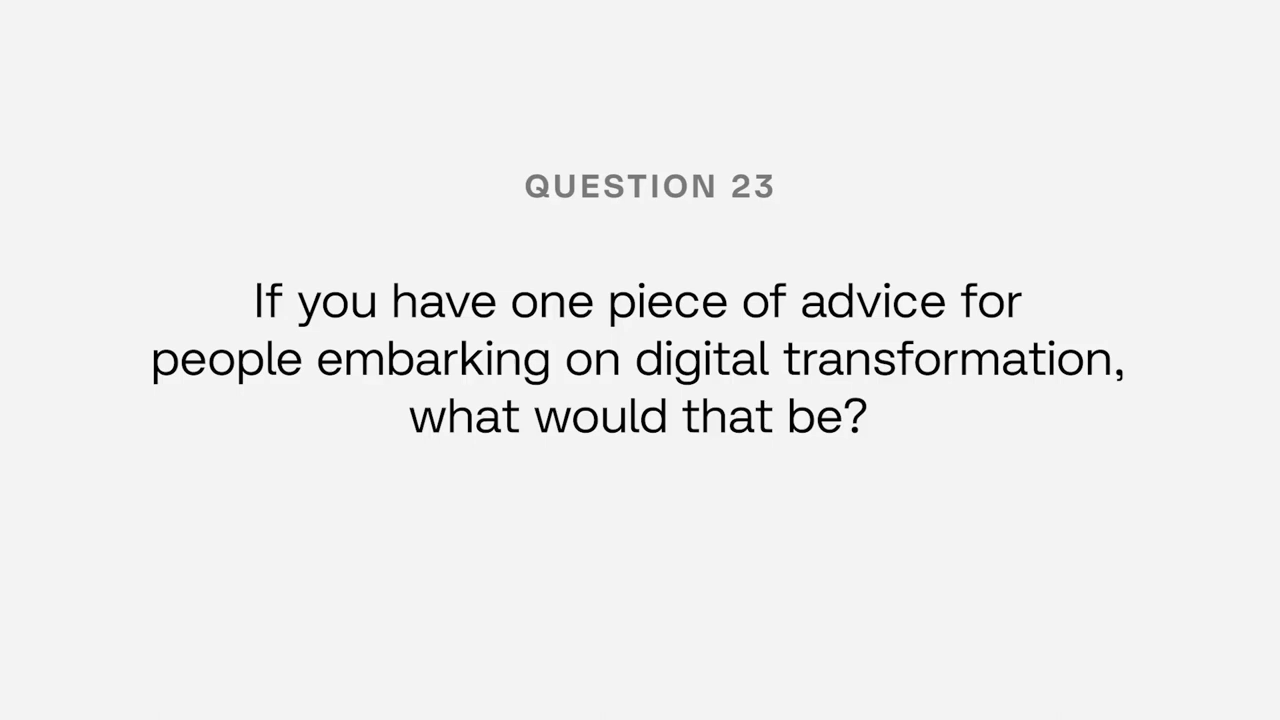 QUESTION 23
If you have one piece of advice for
people embarking on digital transformation,
what would that be?